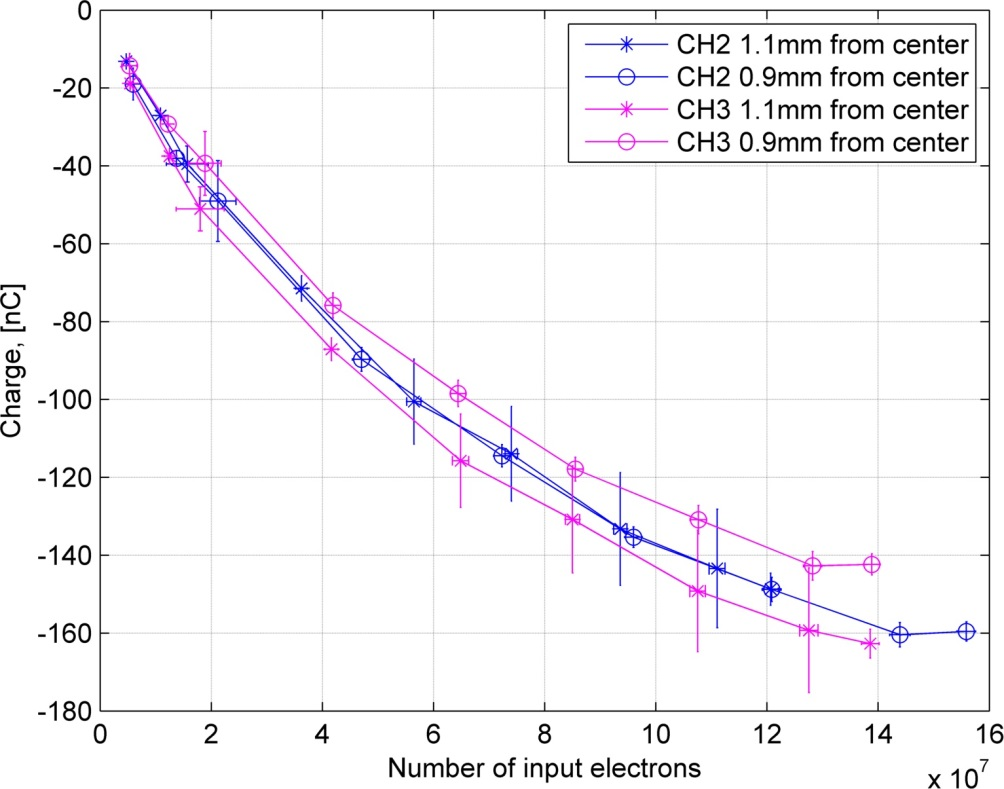 CH2 1.1mm from center
CH2 0.9mm from center
CH3 1.1mm from center
CH3 0.9mm from center
0
-20
-40
-60
-80
-100
-120
-140
-160
-180
Charge, [nC]
0 2 4 6 8 10 12 14 16
Number of input electrons
x 10^7